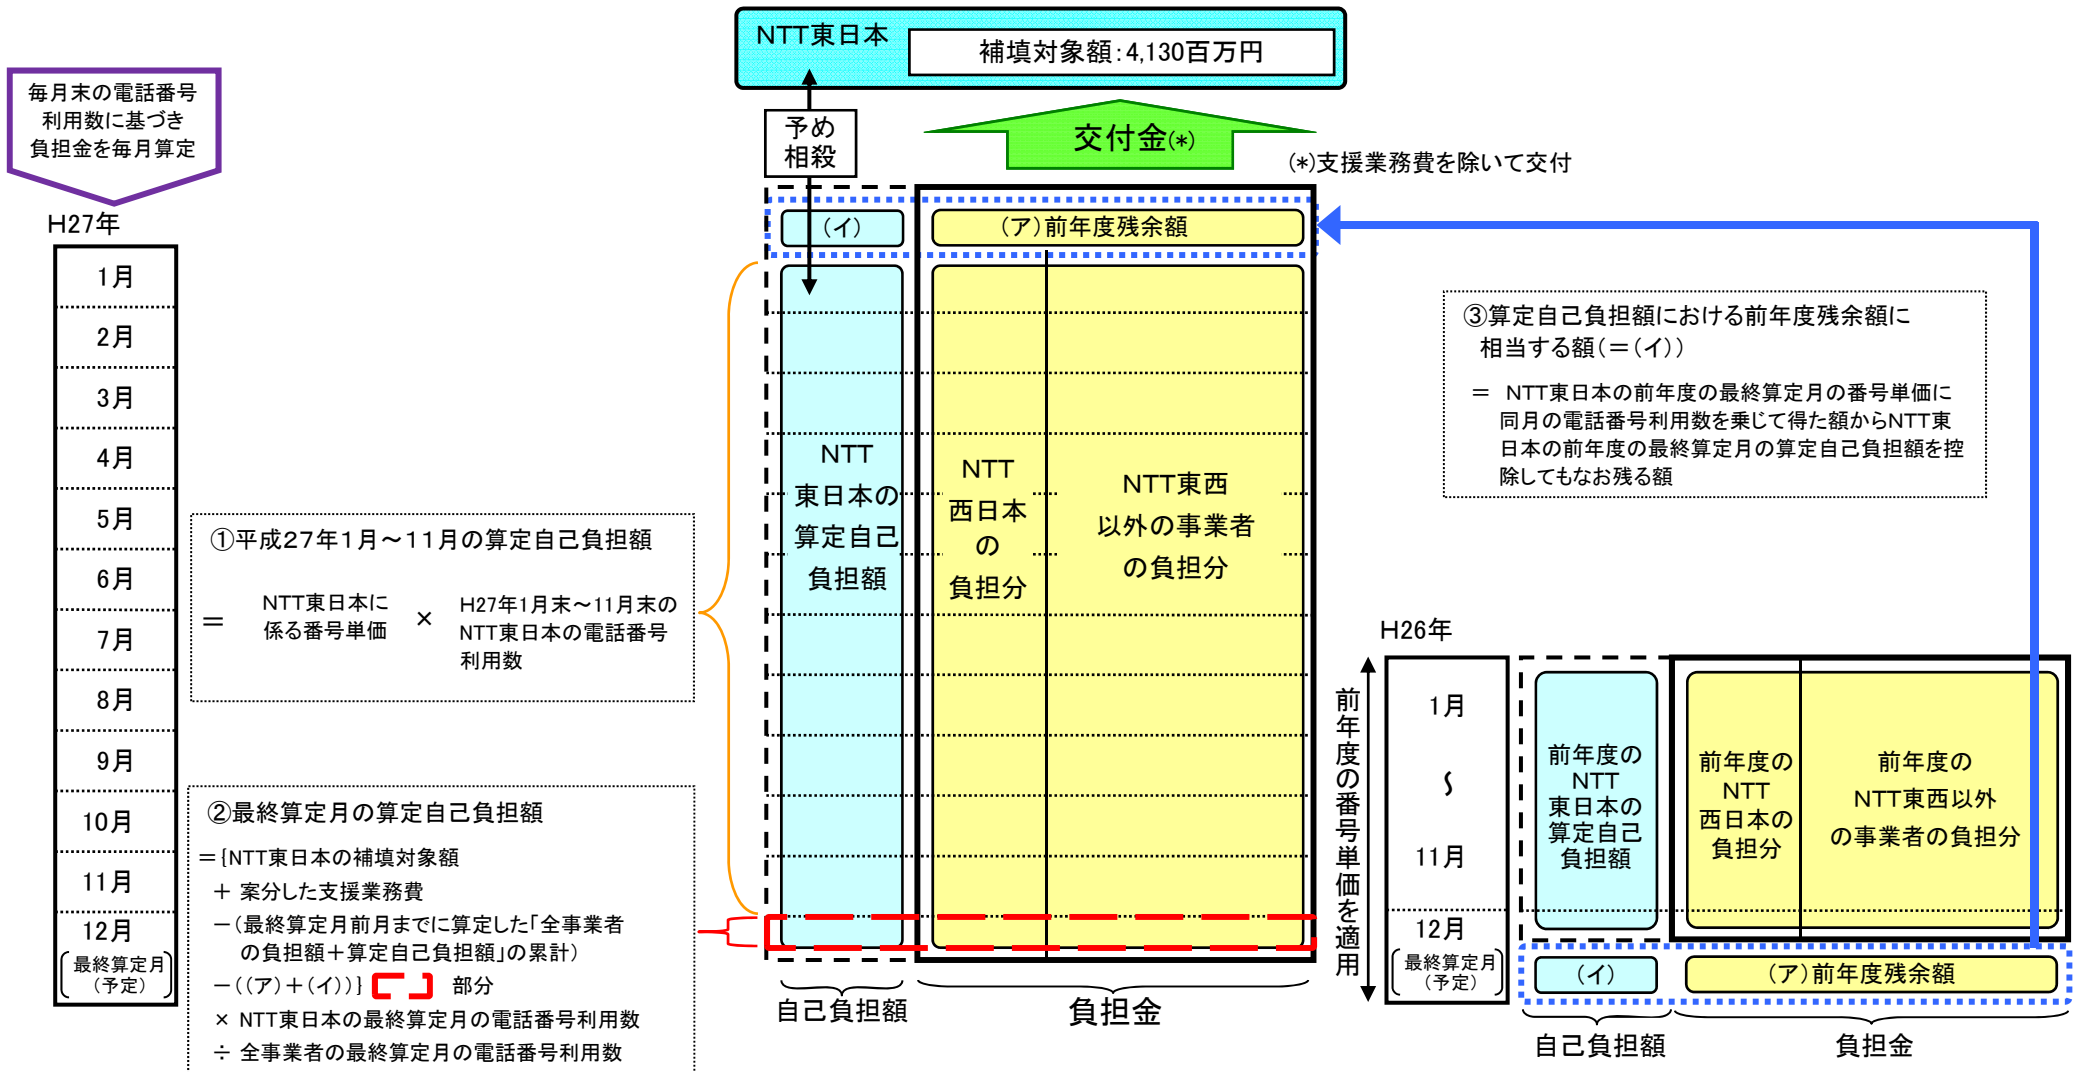 NTT東日本
補填対象額：4,130百万円
毎月末の電話番号
利用数に基づき
負担金を毎月算定
予め
相殺
交付金(*)
(*)支援業務費を除いて交付
H27年
1月
2月
3月
4月
5月
6月
7月
8月
9月
10月
11月
12月
最終算定月
（予定）
（イ）
（ア）前年度残余額
NTT
東日本の
算定自己
負担額
NTT
西日本
の
負担分
NTT東西
以外の事業者
の負担分
自己負担額
負担金
①平成27年1月～11月の算定自己負担額
＝
NTT東日本に
係る番号単価
×
H27年1月末～11月末の
NTT東日本の電話番号
利用数
②最終算定月の算定自己負担額
＝{NTT東日本の補填対象額
＋ 案分した支援業務費
－(最終算定月前月までに算定した「全事業者
の負担額＋算定自己負担額」の累計)
－((ア)＋(イ))} 部分
× NTT東日本の最終算定月の電話番号利用数
÷ 全事業者の最終算定月の電話番号利用数
③算定自己負担額における前年度残余額に
相当する額(＝(イ))
＝ NTT東日本の前年度の最終算定月の番号単価に
同月の電話番号利用数を乗じて得た額からNTT東
日本の前年度の最終算定月の算定自己負担額を控
除してもなお残る額
H26年
前年度の番号単価を適用
1月
～
11月
12月
最終算定月
（予定）
前年度の
NTT
東日本の
算定自己
負担額
前年度の
NTT
西日本の
負担分
前年度の
NTT東西以外
の事業者の負担分
（イ）
（ア）前年度残余額
自己負担額
負担金